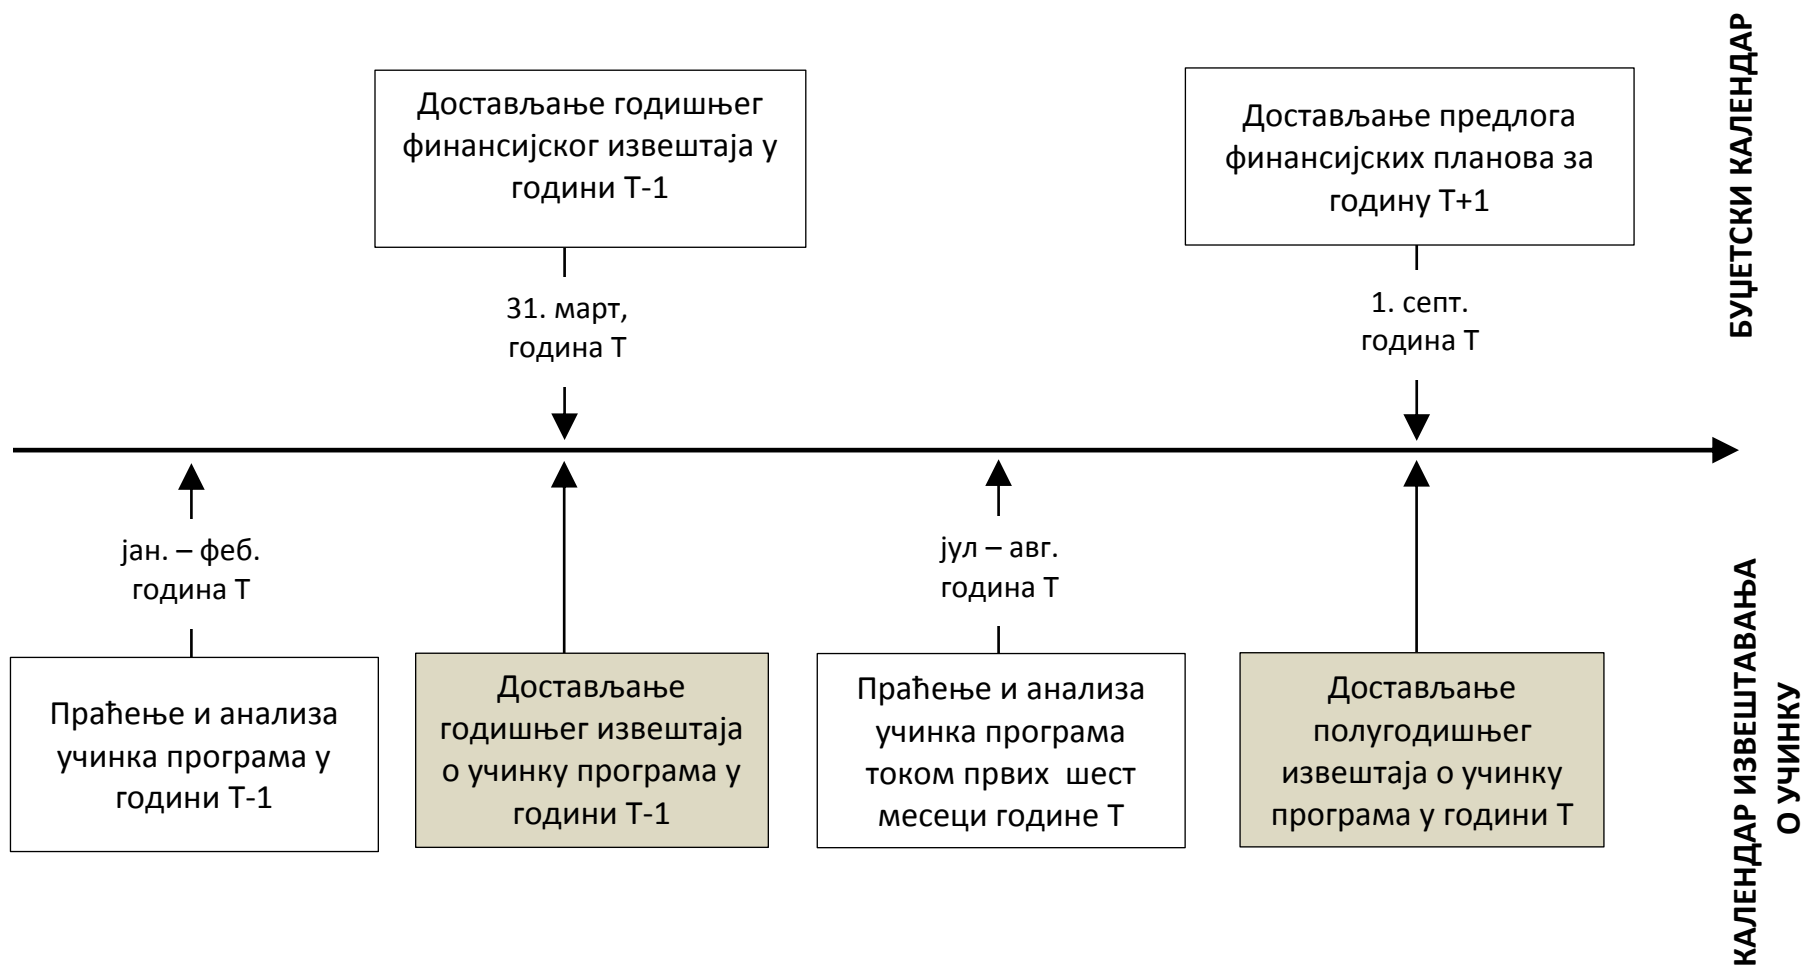 Достављање годишњег
финансијског извештаја у
години Т-1
Достављање предлога
финансијских планова за
годину Т+1
БУЏЕТСКИ КАЛЕНДАР
31. март,
година Т
1. септ.
година Т
јан. – феб.
година Т
јул – авг.
година Т
Праћење и анализа
учинка програма у
години Т-1
Достављање
годишњег извештаја
о учинку програма у
години Т-1
Праћење и анализа
учинка програма
током првих шест
месеци године Т
Достављање
полугодишњег
извештаја о учинку
програма у години Т
КАЛЕНДАР ИЗВЕШТАВАЊА
О УЧИНКУ